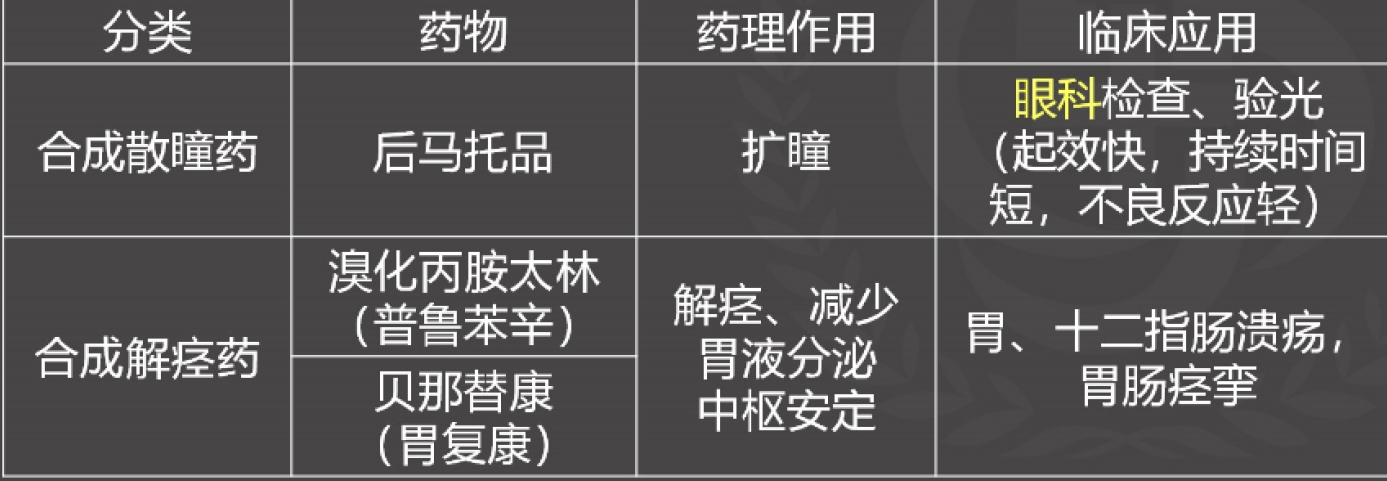 分类 药物 药理作用 临床应用
合成散瞳药 后马托品 扩瞳 眼科检查、验光
（起效快，持续时间
短，不良反应轻）
合成解痉药
溴化丙胺太林
（普鲁苯辛）
贝那替康
（胃复康）
解痉、减少
胃液分泌
中枢安定
胃、十二指肠溃疡，
胃肠痉挛